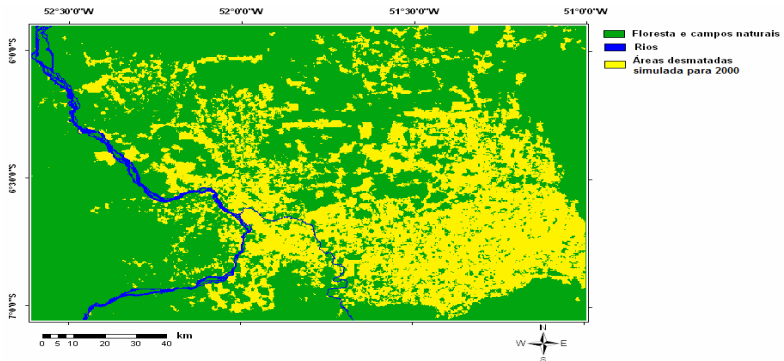 52°30'0"W 52°0'0"W 51°30'0"W 51°0'0"W
6°0'0"S
6°30'0"S
7°0'0"S
Floresta e campos naturais
Rios
Áreas desmatadas
simulada para 2000
0 5 10 20 30 40 km
N
W E
S